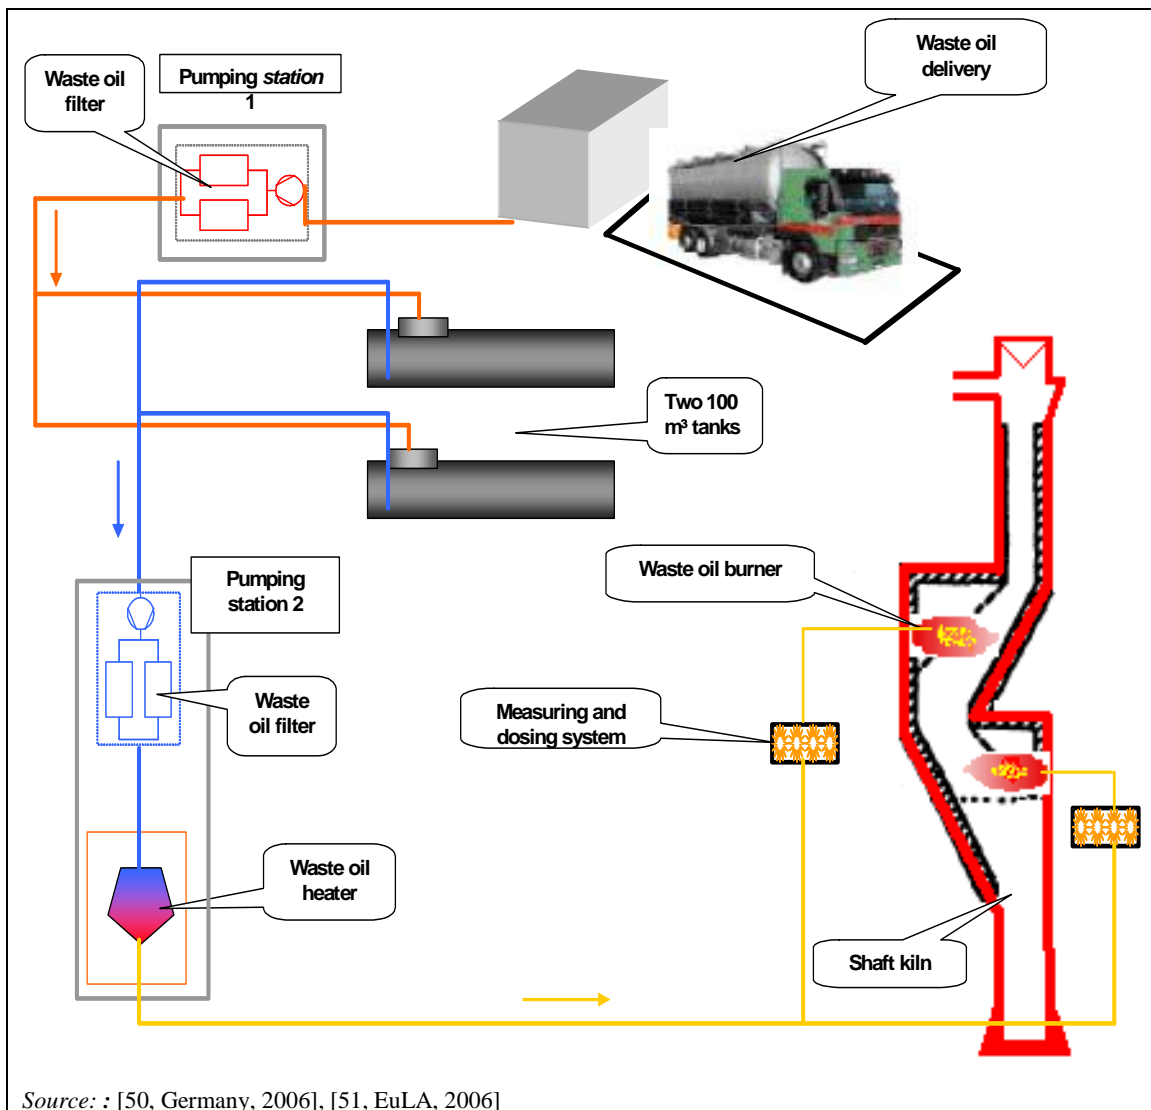 Waste oil
filter
Pumping station
1
Waste oil
delivery
Two 100
m³ tanks
Waste oil burner
Pumping
station 2
Waste
oil filter
Measuring and
dosing system
Waste oil
heater
Shaft kiln
Source: : [50, Germany, 2006], [51, EuLA, 2006]